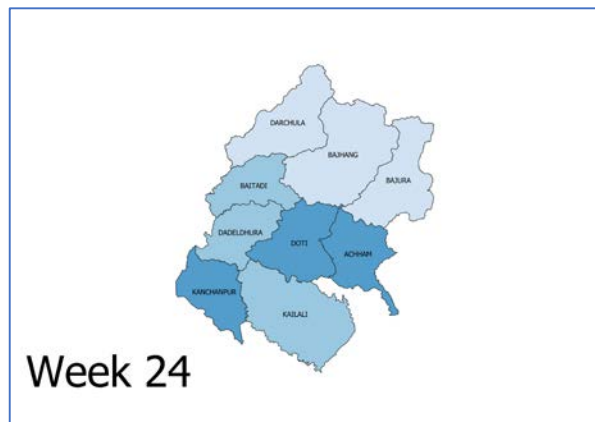 DARCHULA
BAJHANG
BAJURA
BAITADI
DADELDHURA
DOTI
ACHHAM
KANCHANPUR
KAILALI
Week 24